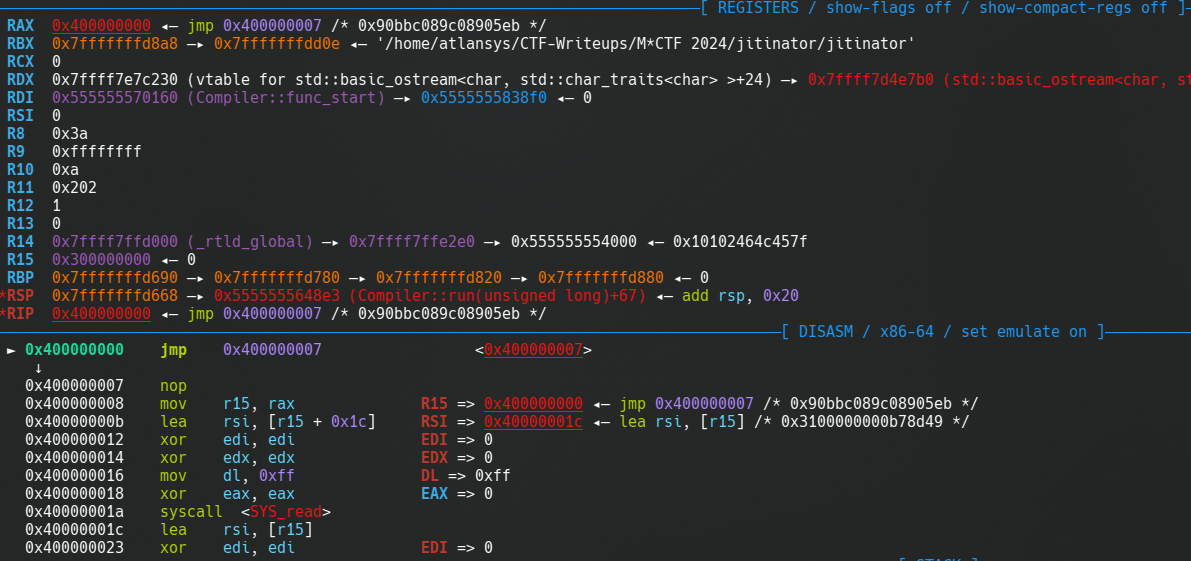 [ REGISTERS / show-flags off / show-compact-regs off ]
RAX 0x400000000 ◂— jmp 0x400000007 /* 0x90bbc089c08905eb */
RBX 0x7fffffffd8a8 —▸ 0x7fffffffdd0e ◂— '/home/atlansys/CTF-Writeups/M*CTF 2024/jitinator/jitinator'
RCX 0
RDX 0x7ffff7e7c230 (vtable for std::basic_ostream<char, std::char_traits<char> >+24) —▸ 0x7ffff7d4e7b0 (std::basic_ostream<char, st
RDI 0x555555570160 (Compiler::func_start) —▸ 0x5555555838f0 ◂— 0
RSI 0
R8 0x3a
R9 0xffffffff
R10 0xa
R11 0x202
R12 1
R13 0
R14 0x7ffff7ffd000 (_rtld_global) —▸ 0x7ffff7ffe2e0 —▸ 0x555555554000 ◂— 0x10102464c457f
R15 0x300000000 ◂— 0
RBP 0x7fffffffd690 —▸ 0x7fffffffd780 —▸ 0x7fffffffd820 —▸ 0x7fffffffd880 ◂— 0
*RSP 0x7fffffffd668 —▸ 0x5555555648e3 (Compiler::run(unsigned long)+67) ◂— add rsp, 0x20
*RIP 0x400000000 ◂— jmp 0x400000007 /* 0x90bbc089c08905eb */
[ DISASM / x86-64 / set emulate on ]
► 0x400000000 jmp 0x400000007 <0x400000007>
↓
0x400000007 nop
0x400000008 mov r15, rax R15 => 0x400000000 ◂— jmp 0x400000007 /* 0x90bbc089c08905eb */
0x40000000b lea rsi, [r15 + 0x1c] RSI => 0x40000001c ◂— lea rsi, [r15] /* 0x3100000000b78d49 */
0x400000012 xor edi, edi EDI => 0
0x400000014 xor edx, edx EDX => 0
0x400000016 mov dl, 0xff DL => 0xff
0x400000018 xor eax, eax EAX => 0
0x40000001a syscall <SYS_read>
0x40000001c lea rsi, [r15]
0x400000023 xor edi, edi EDI => 0
[ STACK ]